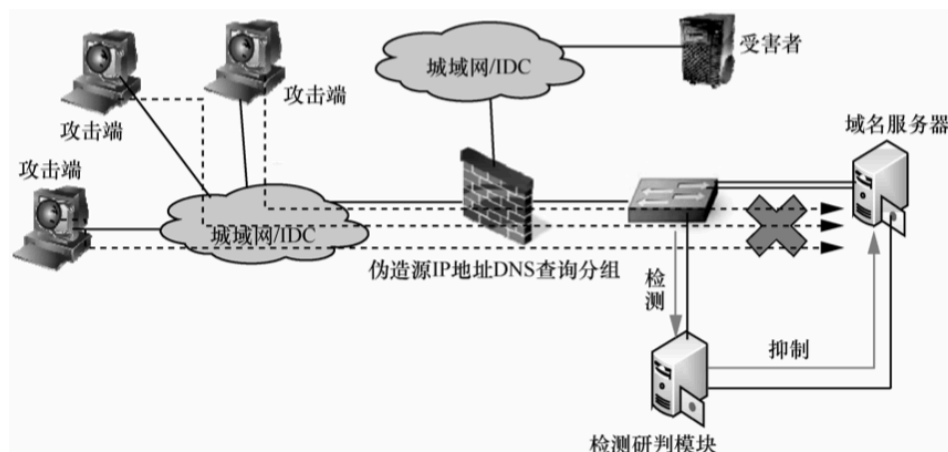 城域网/IDC
受害者
攻击端
攻击端
域名服务器
攻击端
城域网/IDC
伪造源IP地址DNS查询分组
检测
抑制
检测研判模块